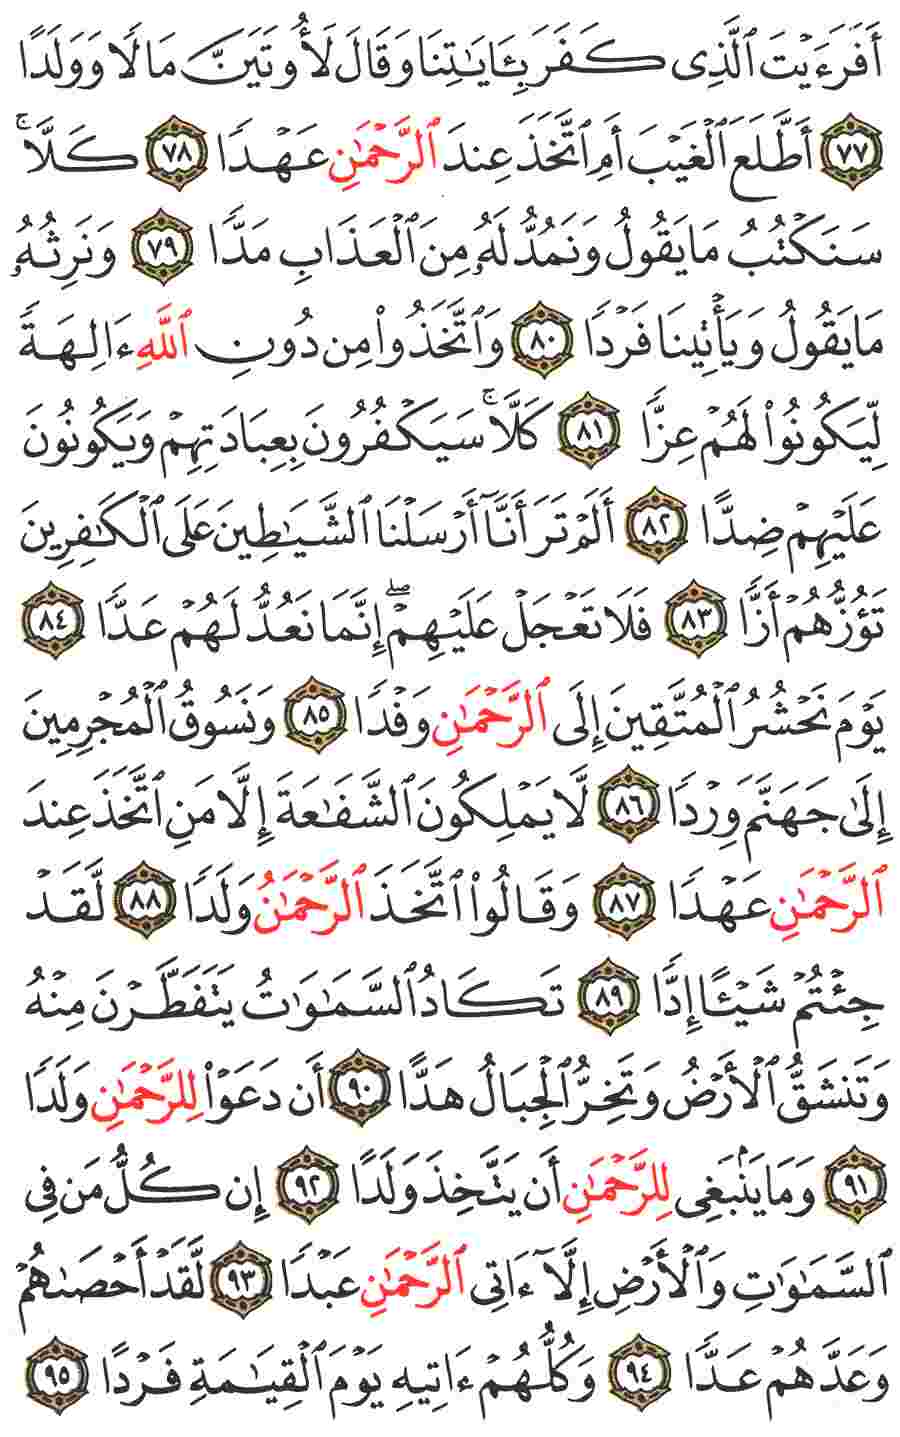 أَفَرَءَيۡتَ ٱلَّذِي كَفَرَ بِـَٔايَٰتِنَا وَقَالَ لَأُوتَيَنَّ مَالٗا وَوَلَدًا
٧٧ أَطَّلَعَ ٱلۡغَيۡبَ أَمِ ٱتَّخَذَ عِندَ ٱلرَّحۡمَٰنِ عَهۡدٗا ٧٨ كَلَّاۚ
سَنَكۡتُبُ مَا يَقُولُ وَنَمُدُّ لَهُۥ مِنَ ٱلۡعَذَابِ مَدّٗا ٧٩ وَنَرِثُهُۥ
مَا يَقُولُ وَيَأۡتِينَا فَرۡدٗا ٨٠ وَٱتَّخَذُواْ مِن دُونِ ٱللَّهِ ءَالِهَةٗ
لِّيَكُونُواْ لَهُمۡ عِزّٗا ٨١ كَلَّاۚ سَيَكۡفُرُونَ بِعِبَادَتِهِمۡ وَيَكُونُونَ
عَلَيۡهِمۡ ضِدًّا ٨٢ أَلَمۡ تَرَ أَنَّآ أَرۡسَلۡنَا ٱلشَّيَٰطِينَ عَلَى ٱلۡكَٰفِرِينَ
تَؤُزُّهُمۡ أَزّٗا ٨٣ فَلَا تَعۡجَلۡ عَلَيۡهِمۡۖ إِنَّمَا نَعُدُّ لَهُمۡ عَدّٗا ٨٤
يَوۡمَ نَحۡشُرُ ٱلۡمُتَّقِينَ إِلَى ٱلرَّحۡمَٰنِ وَفۡدٗا ٨٥ وَنَسُوقُ ٱلۡمُجۡرِمِينَ
إِلَىٰ جَهَنَّمَ وِرۡدٗا ٨٦ لَّا يَمۡلِكُونَ ٱلشَّفَٰعَةَ إِلَّا مَنِ ٱتَّخَذَ عِندَ
ٱلرَّحۡمَٰنِ عَهۡدٗا ٨٧ وَقَالُواْ ٱتَّخَذَ ٱلرَّحۡمَٰنُ وَلَدٗا ٨٨ لَّقَدۡ
جِئۡتُمۡ شَيۡـًٔا إِدّٗا ٨٩ تَكَادُ ٱلسَّمَٰوَٰتُ يَتَفَطَّرۡنَ مِنۡهُ
وَتَنشَقُّ ٱلۡأَرۡضُ وَتَخِرُّ ٱلۡجِبَالُ هَدًّا ٩٠ أَن دَعَوۡاْ لِلرَّحۡمَٰنِ وَلَدٗا
٩١ وَمَا يَنۢبَغِي لِلرَّحۡمَٰنِ أَن يَتَّخِذَ وَلَدًا ٩٢ إِن كُلُّ مَن فِي
ٱلسَّمَٰوَٰتِ وَٱلۡأَرۡضِ إِلَّآ ءَاتِي ٱلرَّحۡمَٰنِ عَبۡدٗا ٩٣ لَّقَدۡ أَحۡصَىٰهُمۡ
وَعَدَّهُمۡ عَدّٗا ٩٤ وَكُلُّهُمۡ ءَاتِيهِ يَوۡمَ ٱلۡقِيَٰمَةِ فَرۡدًا ٩٥